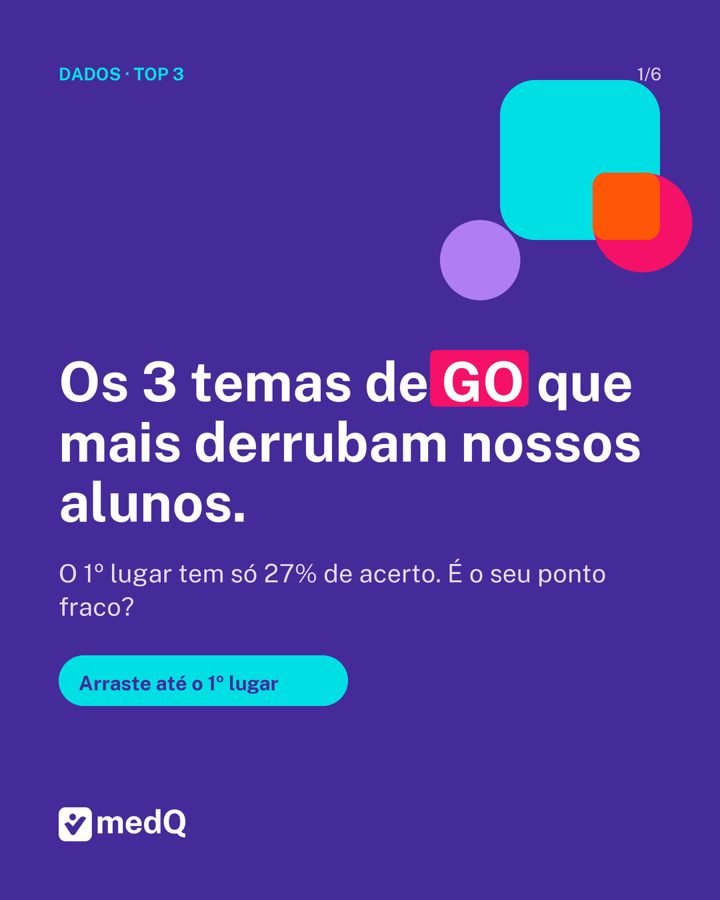 DADOS · TOP 3
1/6
Os 3 temas de GO que
mais derrubam nossos
alunos.
O 1º lugar tem só 27% de acerto. É o seu ponto
fraco?
Arraste até o 1º lugar
medQ